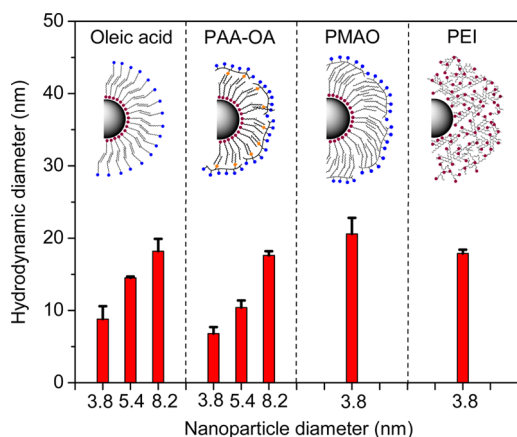 50
40
30
20
10
0
Hydrodynamic diameter (nm)
Oleic acid
PAA-OA
PMAO
PEI
3.8 5.4 8.2
3.8 5.4 8.2
3.8
3.8
Nanoparticle diameter (nm)